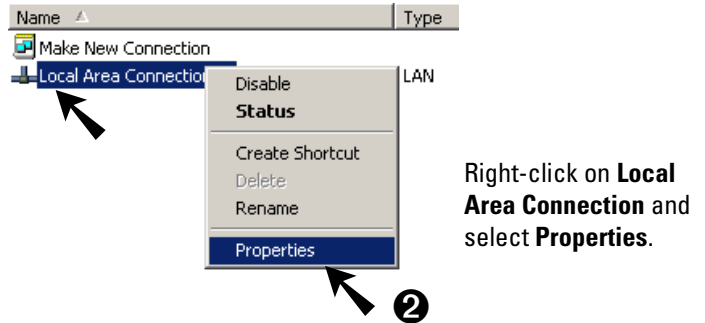 Name Type
Make New Connection
Local Area Connection LAN
Disable
Status
Create Shortcut
Delete
Rename
Properties
Right-click on Local
Area Connection and
select Properties.
2